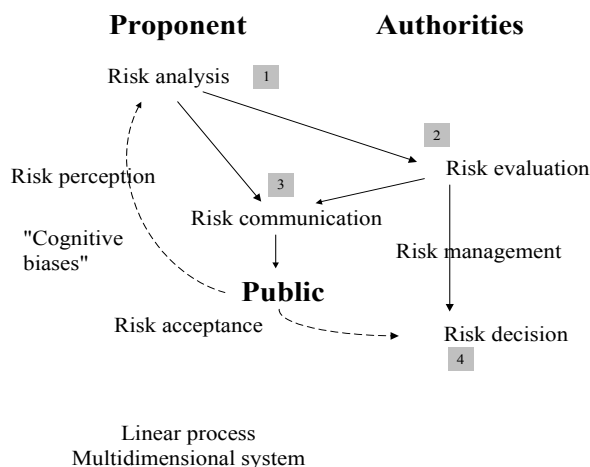 Proponent
Authorities
Risk analysis
1
2
Risk evaluation
Risk perception
3
Risk communication
"Cognitive
biases"
Risk management
Public
Risk acceptance
Risk decision
4
Linear process
Multidimensional system